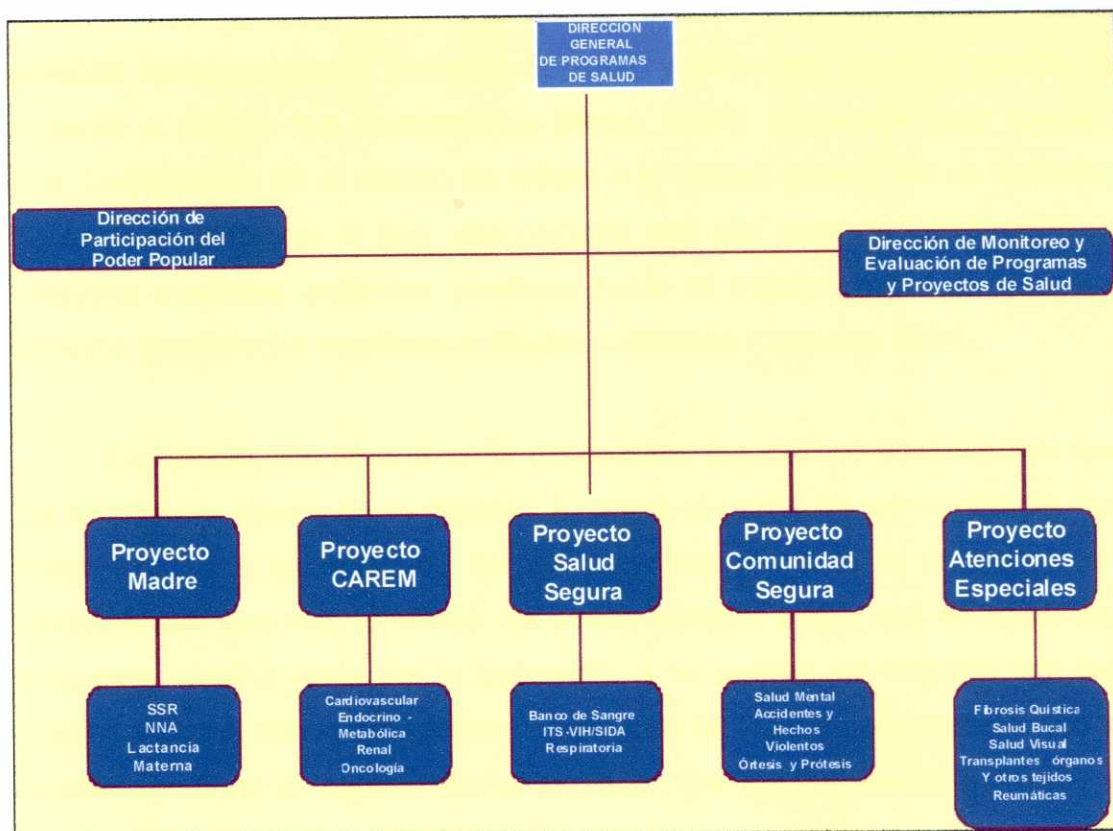 DIRECCIÓN
GENERAL
DE PROGRAMAS
DE SALUD
Dirección de
Participación del
Poder Popular
Dirección de Monitoreo y
Evaluación de Programas
y Proyectos de Salud
Proyecto
Madre
Proyecto
CAREM
Proyecto
Salud
Segura
Proyecto
Comunidad
Segura
Proyecto
Atenciones
Especiales
SSR
NNA
Lactancia
Materna
Cardiovascular
Endocrino -
Metabólica
Renal
Oncología
Banco de Sangre
ITS -VIH/SIDA
Respiratoria
Salud Mental
Accidentes y
Hechos
Violentos
Órtesis y Prótesis
Fibrosis Quística
Salud Bucal
Salud Visual
Transplantes órganos
Y otros tejidos
Reumáticas